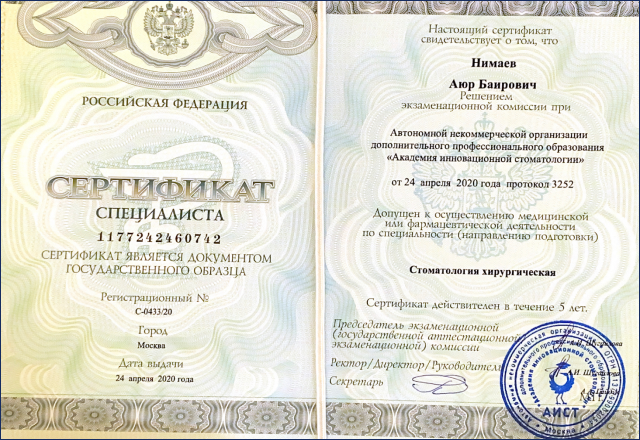 РОССИЙСКАЯ ФЕДЕРАЦИЯ
СЕРТИФИКАТ
СПЕЦИАЛИСТА
1177242460742
СЕРТИФИКАТ ЯВЛЯЕТСЯ ДОКУМЕНТОМ
ГОСУДАРСТВЕННОГО ОБРАЗЦА
Регистрационный №
С-0433/20
Город
Москва
Дата выдачи
24 апреля 2020 года
Настоящий сертификат
свидетельствует о том, что
Нимаев
Аюр Баирович
Решением
экзаменационной комиссии при
Автономной некоммерческой организации
дополнительного профессионального образования
«Академия инновационной стоматологии»
от 24 апреля 2020 года протокол 3252
Допущен к осуществлению медицинской
или фармацевтической деятельности
по специальности (направлению подготовки)
Стоматология хирургическая
Сертификат действителен в течение 5 лет.
Председатель экзаменационной
(государственной аттестационной
экзаменационной) комиссии
Ректор/Директор/Руководитель
Секретарь
Академия инновационной стоматологии
АИСТ
Москва